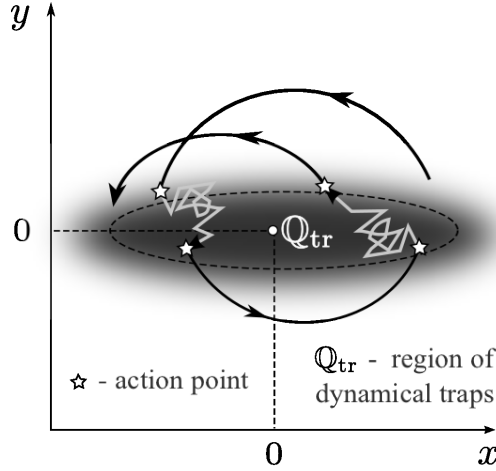 y
0
ℚtr
☆ - action point
ℚtr - region of
dynamical traps
0
x